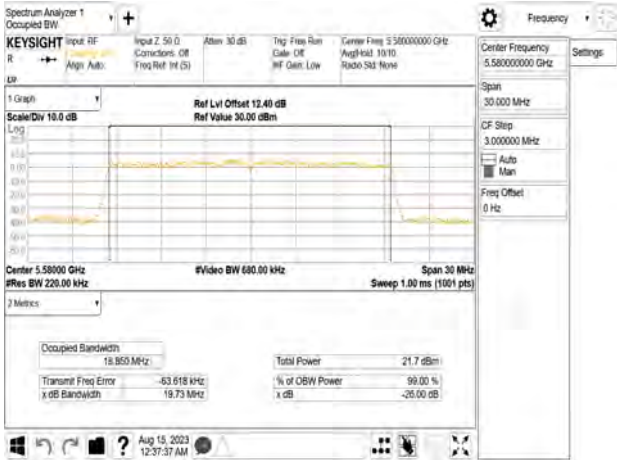 Spectrum Analyzer 1
Occupied BW
+
Frequency
KEYSIGHT
Input: RF
Input Z: 50 Ω
Atten: 30 dB
Trig: Free Run
Center Freq: 5.580000000 GHz
R
Corrections: Off
Gate: Off
Avg|Hold: 10/10
Align: Auto
Freq Ref: Int (S)
#IF Gain: Low
Radio Std: None
Center Frequency
5.580000000 GHz
Settings
Span
30.000 MHz
CF Step
3.000000 MHz
Auto
Man
Freq Offset
0 Hz
1 Graph
Ref Lvl Offset 12.40 dB
Scale/Div 10.0 dB
Ref Value 30.00 dBm
Log
Center 5.58000 GHz
#Video BW 680.00 kHz
Span 30 MHz
#Res BW 220.00 kHz
Sweep 1.00 ms (1001 pts)
2 Metrics
Occupied Bandwidth
18.850 MHz
Total Power
21.7 dBm
Transmit Freq Error
-63.618 kHz
% of OBW Power
99.00 %
x dB Bandwidth
19.73 MHz
x dB
-26.00 dB
?
Aug 15, 2023
12:37:37 AM